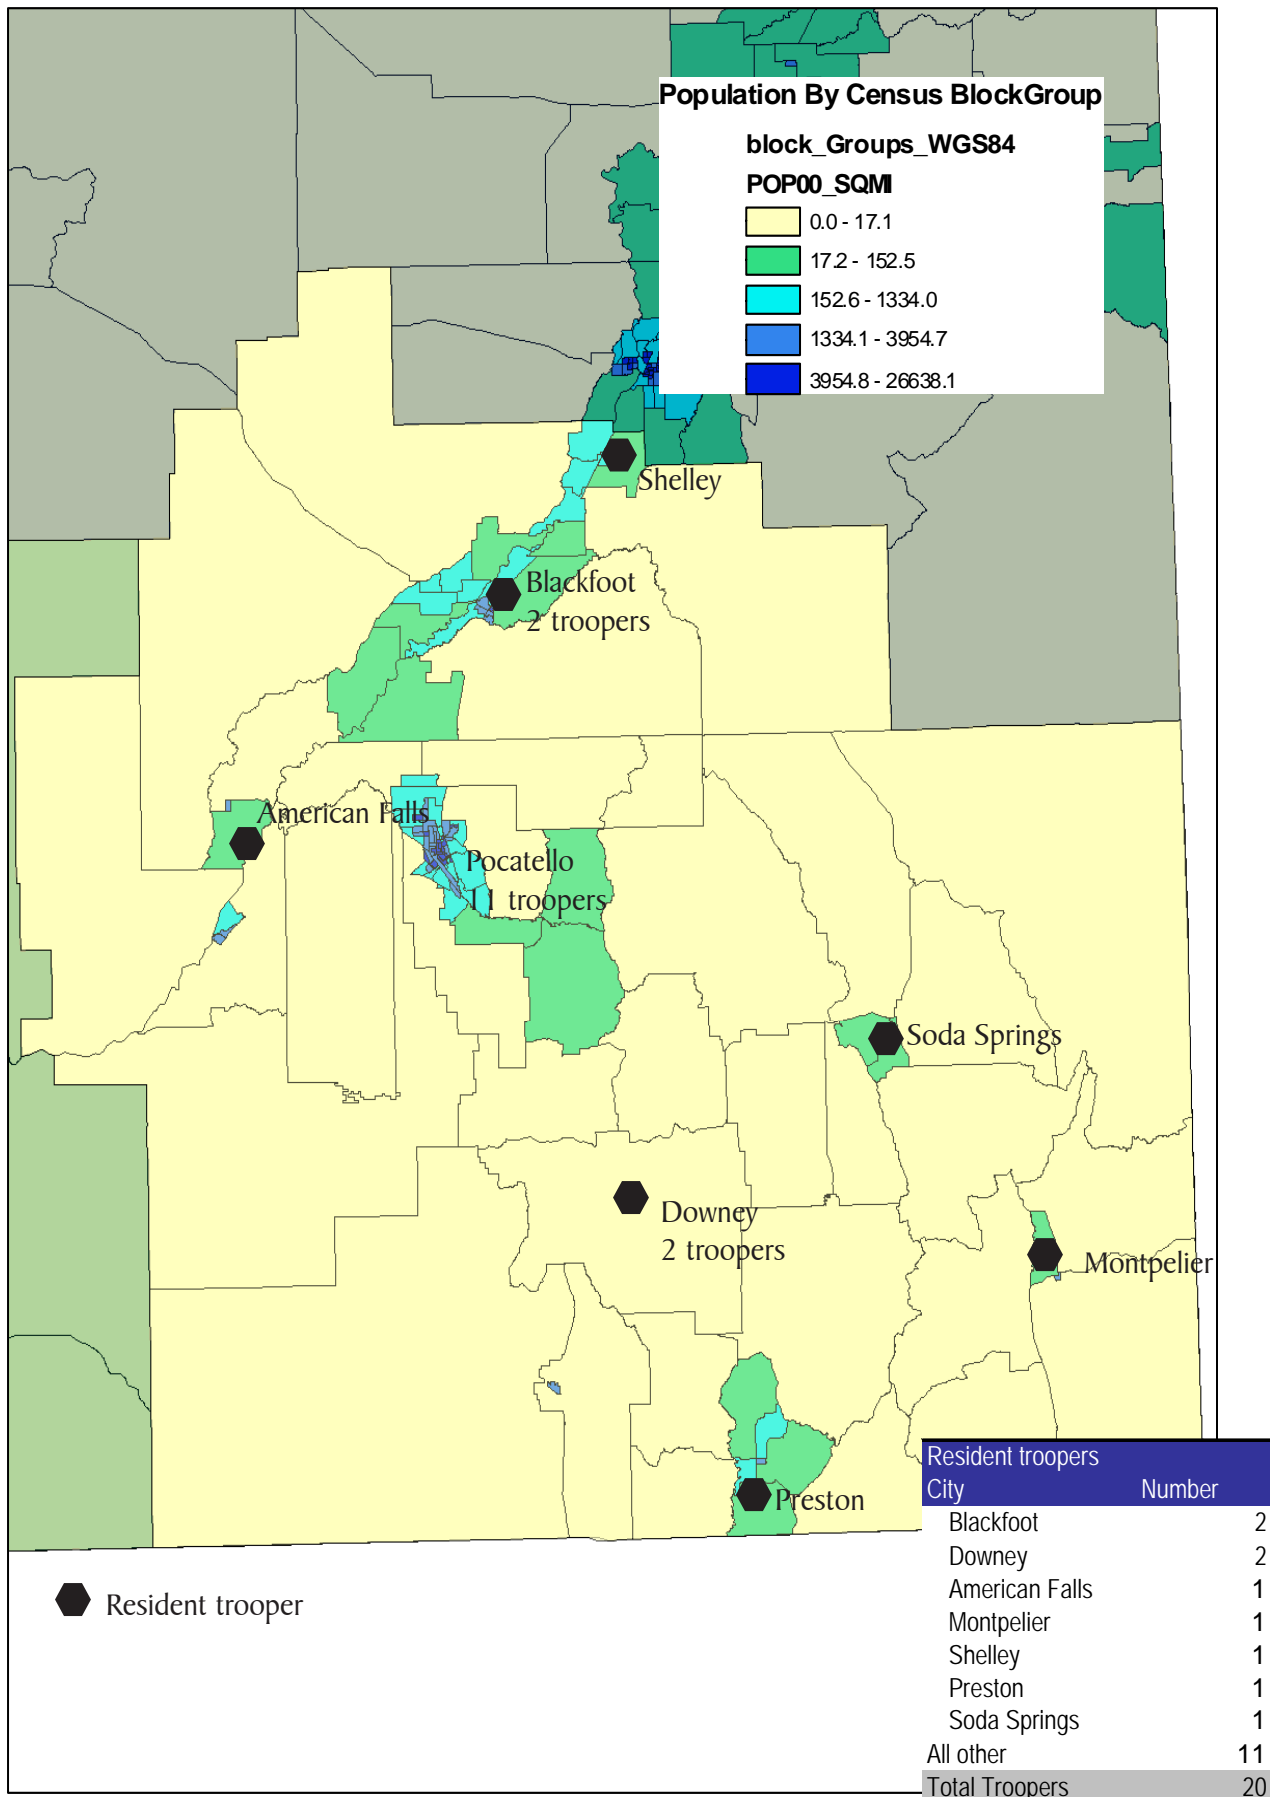 Population By Census BlockGroup
block_Groups_WGS84
POP00_SQMI
0.0 - 17.1
17.2 - 152.5
152.6 - 1334.0
1334.1 - 3954.7
3954.8 - 26638.1
Shelley
Blackfoot
2 troopers
American Falls
Pocatello
11 troopers
Soda Springs
Downey
2 troopers
Montpelier
Preston
Resident trooper
Resident troopers
City Number
Blackfoot 2
Downey 2
American Falls 1
Montpelier 1
Shelley 1
Preston 1
Soda Springs 1
All other 11
Total Troopers 20